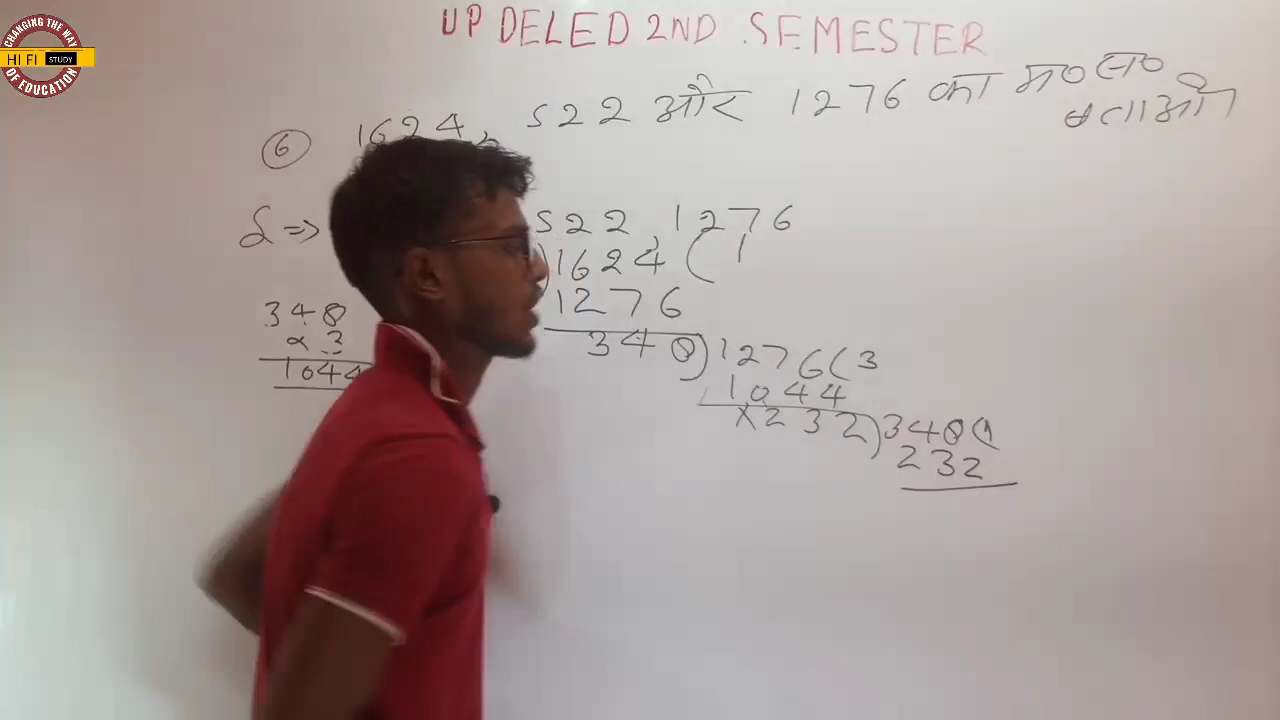 CHANGING THE WAY
HI FI STUDY
OF EDUCATION
UP DELED 2ND SEMESTER
6 1624, 522 और 1276 का म० स०
बताओ
522, 1276
)1624(1
1276
348)1276(3
1044
×232)348(1
232
348
×3
1044